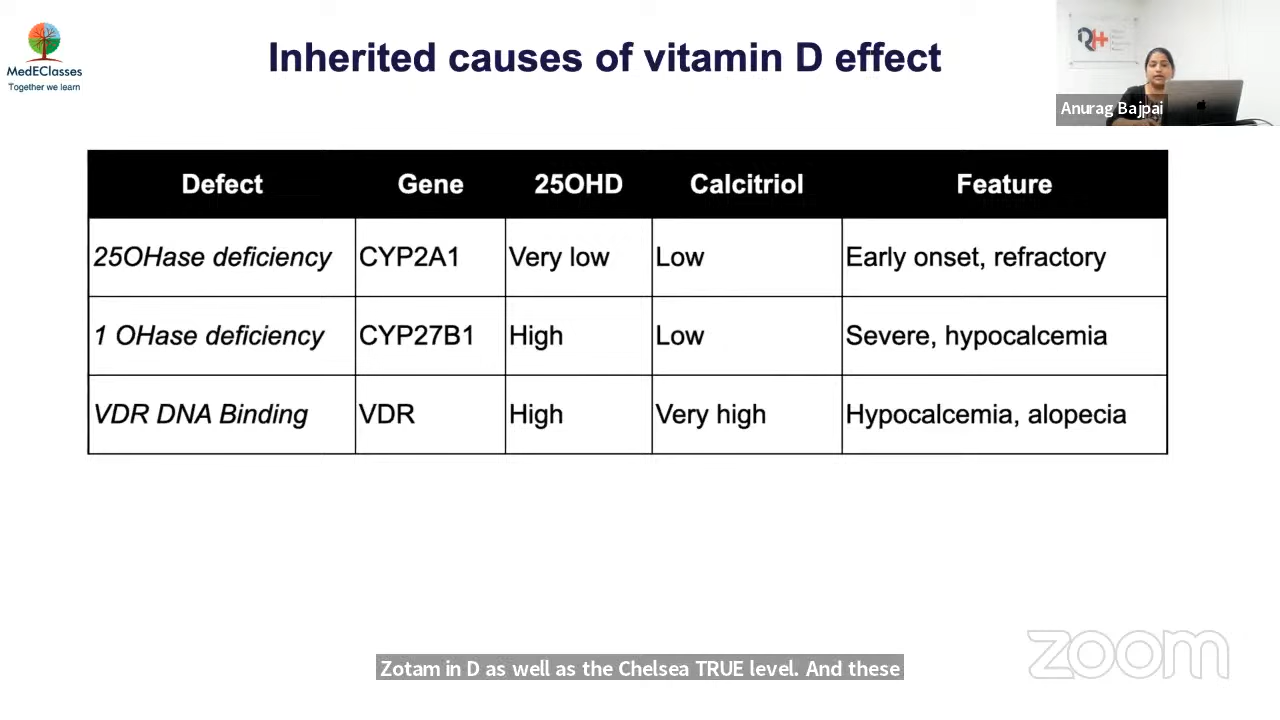 Inherited causes of vitamin D effect
MedEClasses
Together we learn
Anurag Bajpai
Defect Gene 25OHD Calcitriol Feature
25OHase deficiency CYP2A1 Very low Low Early onset, refractory
1 OHase deficiency CYP27B1 High Low Severe, hypocalcemia
VDR DNA Binding VDR High Very high Hypocalcemia, alopecia
Zotam in D as well as the Chelsea TRUE level. And these
zoom